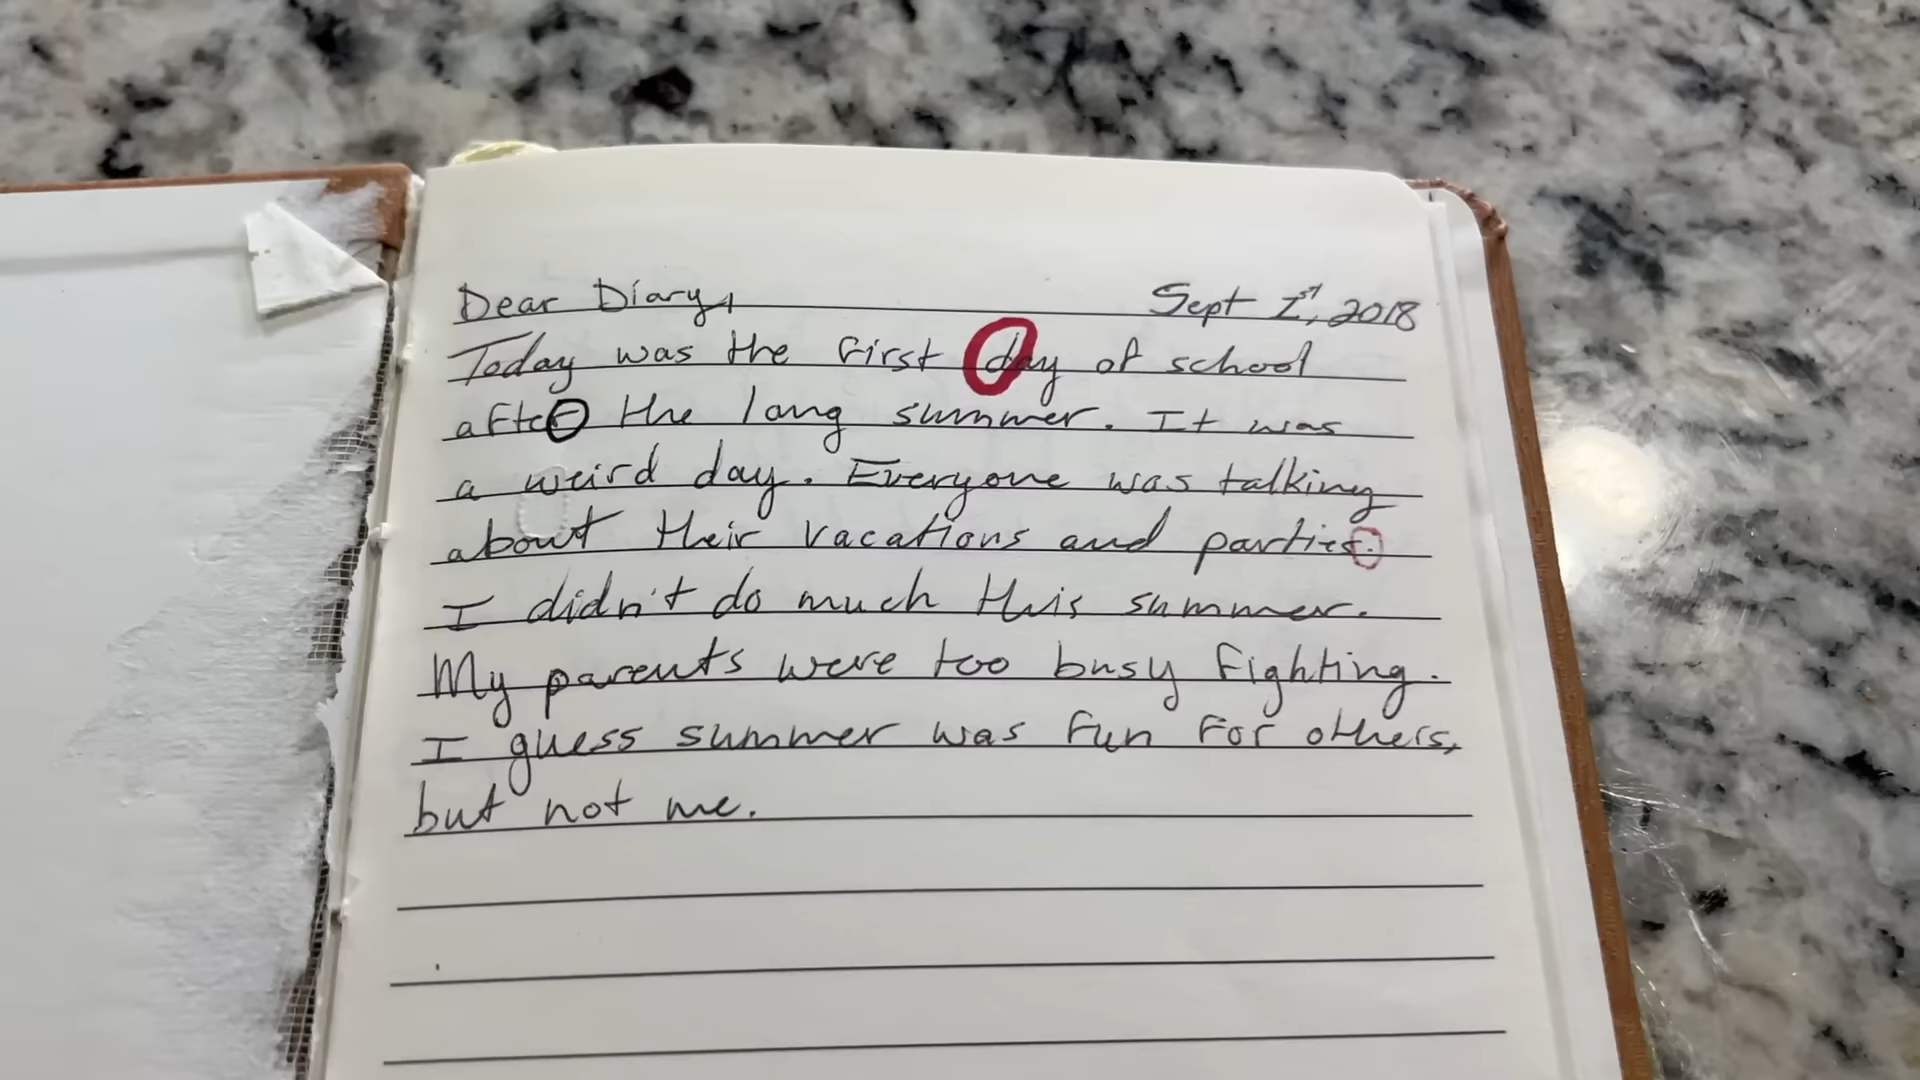 Dear Diary,
Sept 1st, 2018
Today was the first day of school
after the long summer. It was
a weird day. Everyone was talking
about their vacations and parties.
I didn't do much this summer.
My parents were too busy fighting.
I guess summer was fun for others,
but not me.